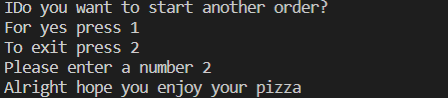 IDo you want to start another order?
For yes press 1
To exit press 2
Please enter a number 2
Alright hope you enjoy your pizza